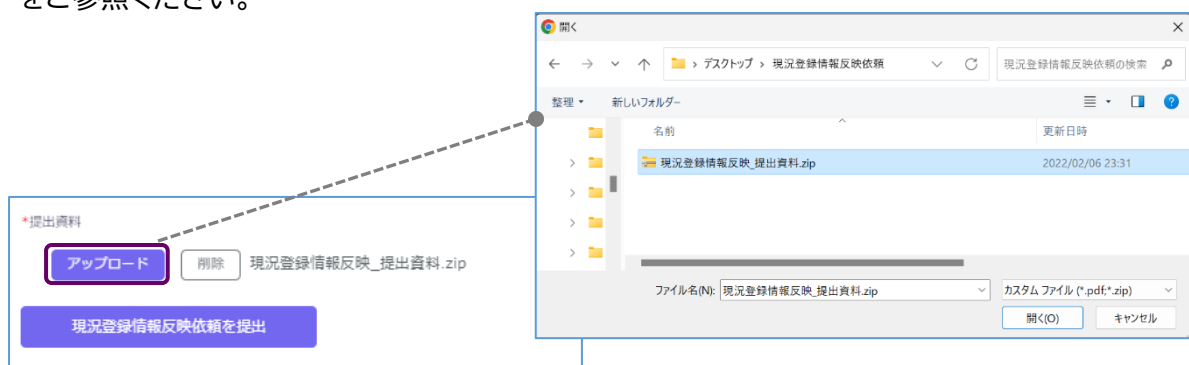 をご参照ください。
開く
デスクトップ > 現況登録情報反映依頼
現況登録情報反映依頼の検索
整理
新しいフォルダー
名前
更新日時
現況登録情報反映_提出資料.zip
2022/02/06 23:31
ファイル名(N):
現況登録情報反映_提出資料.zip
カスタム ファイル (*.pdf;*.zip)
開く(O)
キャンセル
*提出資料
アップロード
削除
現況登録情報反映_提出資料.zip
現況登録情報反映依頼を提出